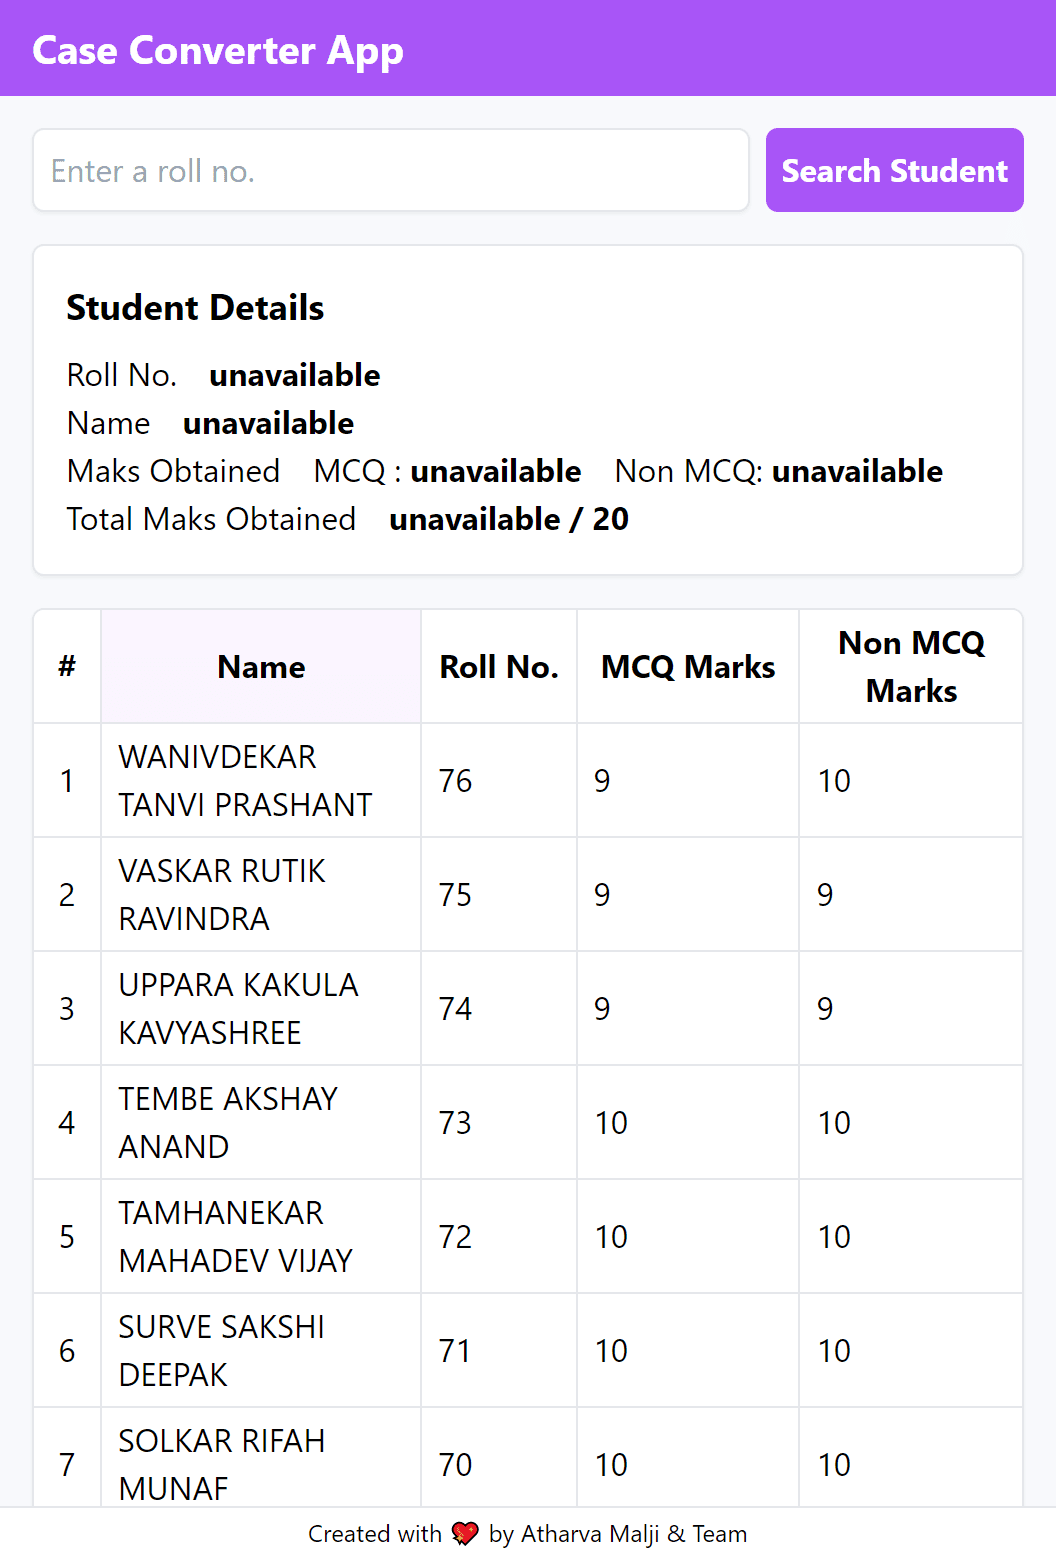 Case Converter App
Enter a roll no.
Search Student
Student Details
Roll No. unavailable
Name unavailable
Maks Obtained MCQ : unavailable Non MCQ: unavailable
Total Maks Obtained unavailable / 20
# Name Roll No. MCQ Marks Non MCQ Marks
1 WANIVDEKAR TANVI PRASHANT 76 9 10
2 VASKAR RUTIK RAVINDRA 75 9 9
3 UPPARA KAKULA KAVYASHREE 74 9 9
4 TEMBE AKSHAY ANAND 73 10 10
5 TAMHANEKAR MAHADEV VIJAY 72 10 10
6 SURVE SAKSHI DEEPAK 71 10 10
7 SOLKAR RIFAH MUNAF 70 10 10
Created with 💘 by Atharva Malji & Team